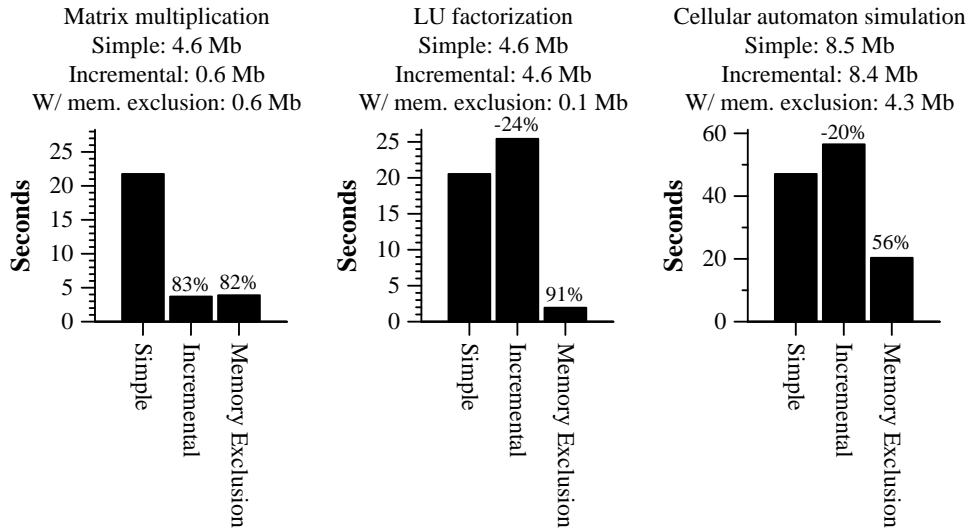 Matrix multiplication
Simple: 4.6 Mb
Incremental: 0.6 Mb
W/ mem. exclusion: 0.6 Mb
Seconds
25
20
15
10
5
0
83%
82%
Simple
Incremental
Memory Exclusion
LU factorization
Simple: 4.6 Mb
Incremental: 4.6 Mb
W/ mem. exclusion: 0.1 Mb
Seconds
25
20
15
10
5
0
-24%
91%
Simple
Incremental
Memory Exclusion
Cellular automaton simulation
Simple: 8.5 Mb
Incremental: 8.4 Mb
W/ mem. exclusion: 4.3 Mb
Seconds
60
40
20
0
-20%
56%
Simple
Incremental
Memory Exclusion